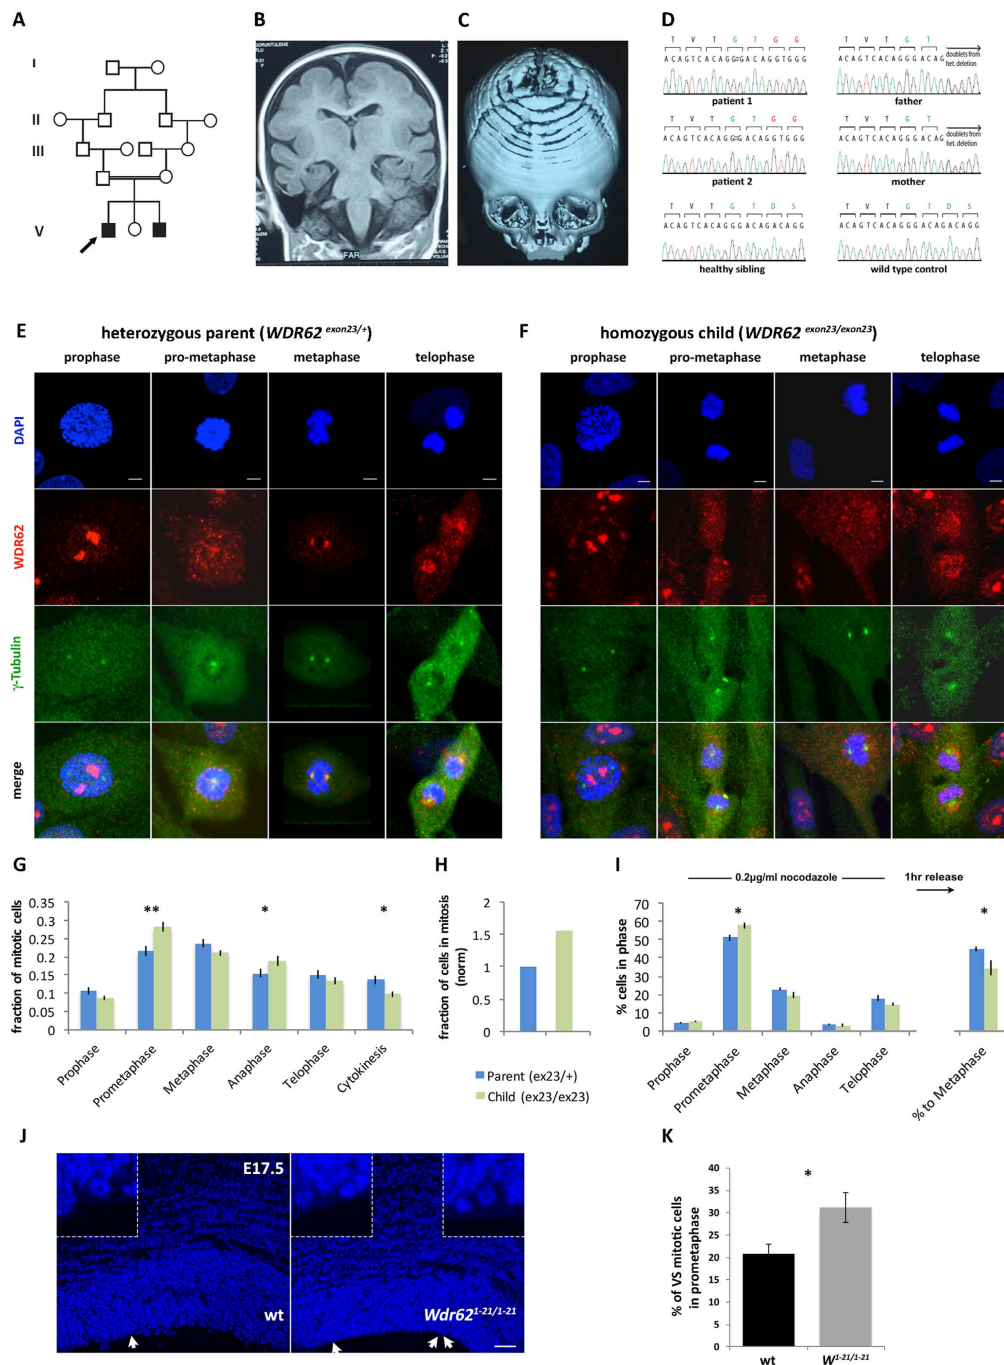 A
B
C
D
I
II
III
V
FAR
T V T G T G G
A C A G T C A C A G G = G A C A G G T G G G
patient 1
T V T G T
A C A G T C A C A G G G A C A G
doublets from
het. deletion
father
T V T G T G G
A C A G T C A C A G G = G A C A G G T G G G
patient 2
T V T G T
A C A G T C A C A G G G A C A G
doublets from
het. deletion
mother
T V T G T D S
A C A G T C A C A G G G A C A G A C A G G
healthy sibling
T V T G T D S
A C A G T C A C A G G G A C A G A C A G G
wild type control
E
heterozygous parent (WDR62 exon23/+)
prophase
pro-metaphase
metaphase
telophase
F
homozygous child (WDR62 exon23/exon23)
prophase
pro-metaphase
metaphase
telophase
DAPI
WDR62
γ-Tubulin
merge
G
fraction of mitotic cells
0.3
0.25
0.2
0.15
0.1
0.05
0
**
*
*
Prophase
Prometaphase
Metaphase
Anaphase
Telophase
Cytokinesis
H
fraction of cells in mitosis
(norm)
2
1.5
1
0.5
0
Parent (ex23/+)
Child (ex23/ex23)
I
0.2μg/ml nocodazole
1hr release
% cells in phase
70
60
50
40
30
20
10
0
*
*
Prophase
Prometaphase
Metaphase
Anaphase
Telophase
% to Metaphase
J
E17.5
wt
Wdr62 1-21/1-21
K
% of VS mitotic cells
in prometaphase
40
35
30
25
20
15
10
5
0
*
wt
W 1-21/1-21